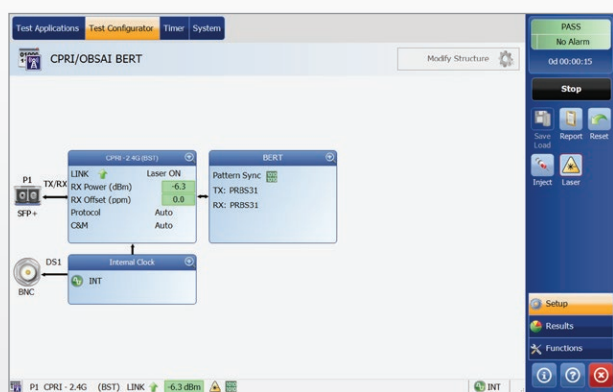 Test Applications Test Configurator Timer System
CPRI/OBSAI BERT
Modify Structure
P1 TX/RX
SFP+
CPRI - 2.4G (BST)
LINK Laser ON
RX Power (dBm) -6.3
RX Offset (ppm) 0.0
Protocol Auto
C&M Auto
BERT
Pattern Sync
TX: PRBS31
RX: PRBS31
DS1
BNC
Internal Clock
INT
P1 CPRI - 2.4G (BST) LINK -6.3 dBm INT
PASS
No Alarm
0d 00:00:15
Stop
Save Report Reset
Load
Inject Laser
Setup
Results
Functions